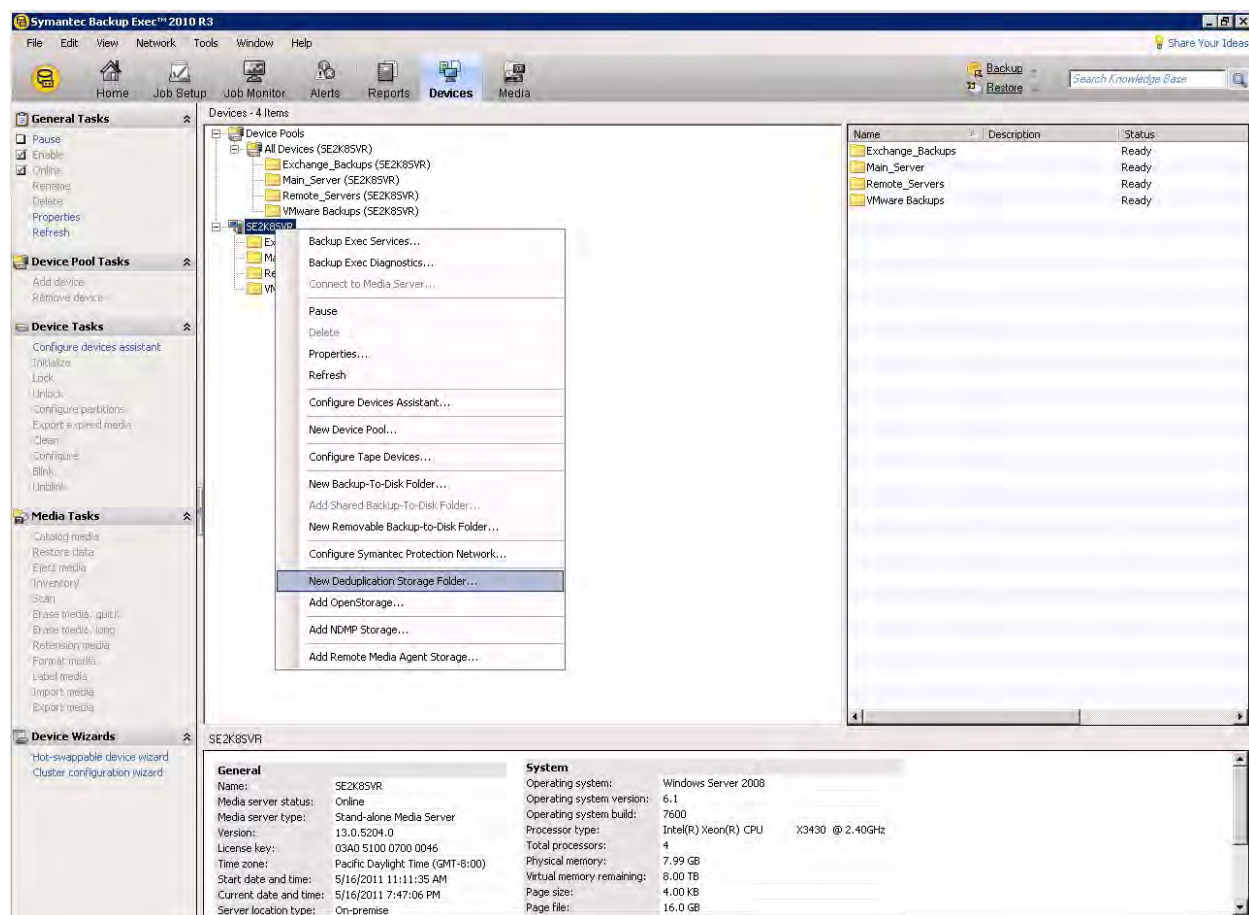 Symantec Backup Exec™ 2010 R3
File Edit View Network Tools Window Help
Share Your Ideas
Home Job Setup Job Monitor Alerts Reports Devices Media
Backup
Restore
Search Knowledge Base
General Tasks
Pause
Enable
Online
Rename
Delete
Properties
Refresh
Device Pool Tasks
Add device
Remove device
Device Tasks
Configure devices assistant
Initialize
Lock
Unlock
Configure partitions
Export expired media
Clean
Configure
Blink
Unblink
Media Tasks
Catalog media
Restore data
Eject media
Inventory
Scan
Erase media, quick
Erase media, long
Retension media
Format media
Label media
Import media
Export media
Device Wizards
Hot-swappable device wizard
Cluster configuration wizard
Devices - 4 Items
Device Pools
All Devices (SE2K8SVR)
Exchange_Backups (SE2K8SVR)
Main_Server (SE2K8SVR)
Remote_Servers (SE2K8SVR)
VMware Backups (SE2K8SVR)
SE2K8SVR
Ex
Ma
Re
VM
Backup Exec Services...
Backup Exec Diagnostics...
Connect to Media Server...
Pause
Delete
Properties...
Refresh
Configure Devices Assistant...
New Device Pool...
Configure Tape Devices...
New Backup-To-Disk Folder...
Add Shared Backup-To-Disk Folder...
New Removable Backup-to-Disk Folder...
Configure Symantec Protection Network...
New Deduplication Storage Folder...
Add OpenStorage...
Add NDMP Storage...
Add Remote Media Agent Storage...
Name Description Status
Exchange_Backups Ready
Main_Server Ready
Remote_Servers Ready
VMware Backups Ready
SE2K8SVR
General
Name: SE2K8SVR
Media server status: Online
Media server type: Stand-alone Media Server
Version: 13.0.5204.0
License key: 03A0 5100 0700 0046
Time zone: Pacific Daylight Time (GMT-8:00)
Start date and time: 5/16/2011 11:11:35 AM
Current date and time: 5/16/2011 7:47:06 PM
Server location type: On-premise
System
Operating system: Windows Server 2008
Operating system version: 6.1
Operating system build: 7600
Processor type: Intel(R) Xeon(R) CPU X3430 @ 2.40GHz
Total processors: 4
Physical memory: 7.99 GB
Virtual memory remaining: 8.00 TB
Page size: 4.00 KB
Page file: 16.0 GB